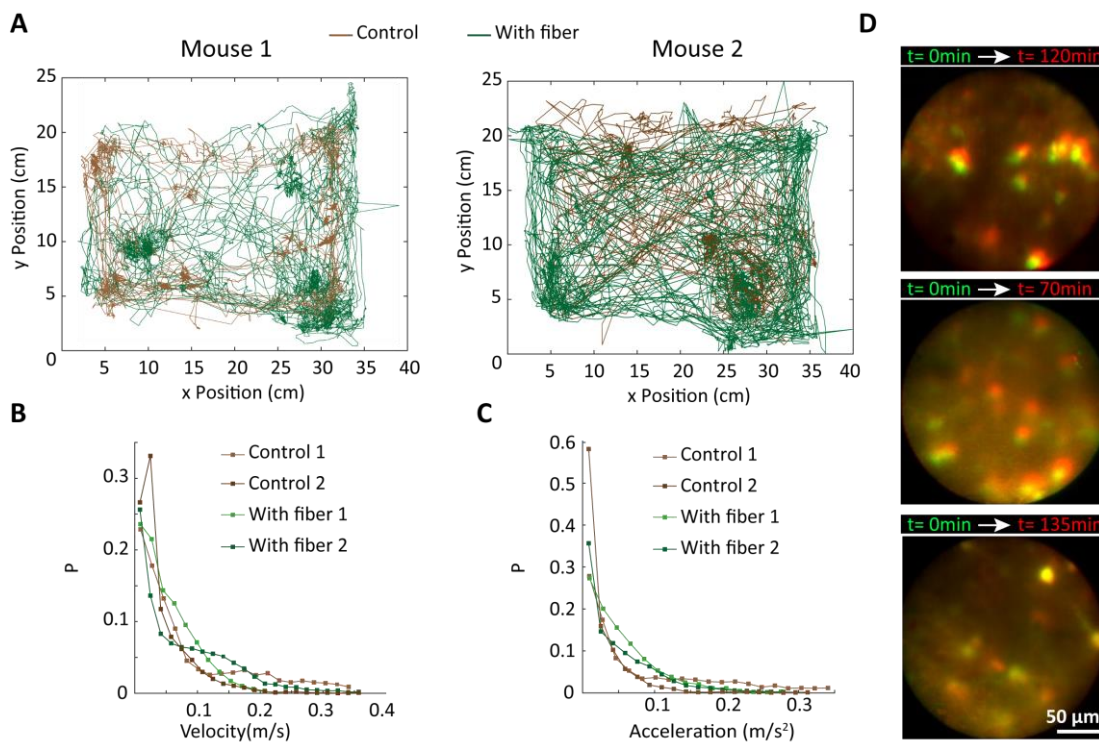 A
Control
With fiber
Mouse 1
Mouse 2
25
20
15
10
5
0
y Position (cm)
5 10 15 20 25 30 35 40
x Position (cm)
25
20
15
10
5
0
y Position (cm)
5 10 15 20 25 30 35 40
x Position (cm)
B
0.3
0.2
0.1
0
P
Control 1
Control 2
With fiber 1
With fiber 2
0.1 0.2 0.3 0.4
Velocity(m/s)
C
0.6
0.5
0.4
0.3
0.2
0.1
0
P
Control 1
Control 2
With fiber 1
With fiber 2
0.1 0.2 0.3
Acceleration (m/s²)
D
t= 0min t= 120min
t= 0min t= 70min
t= 0min t= 135min
50 µm